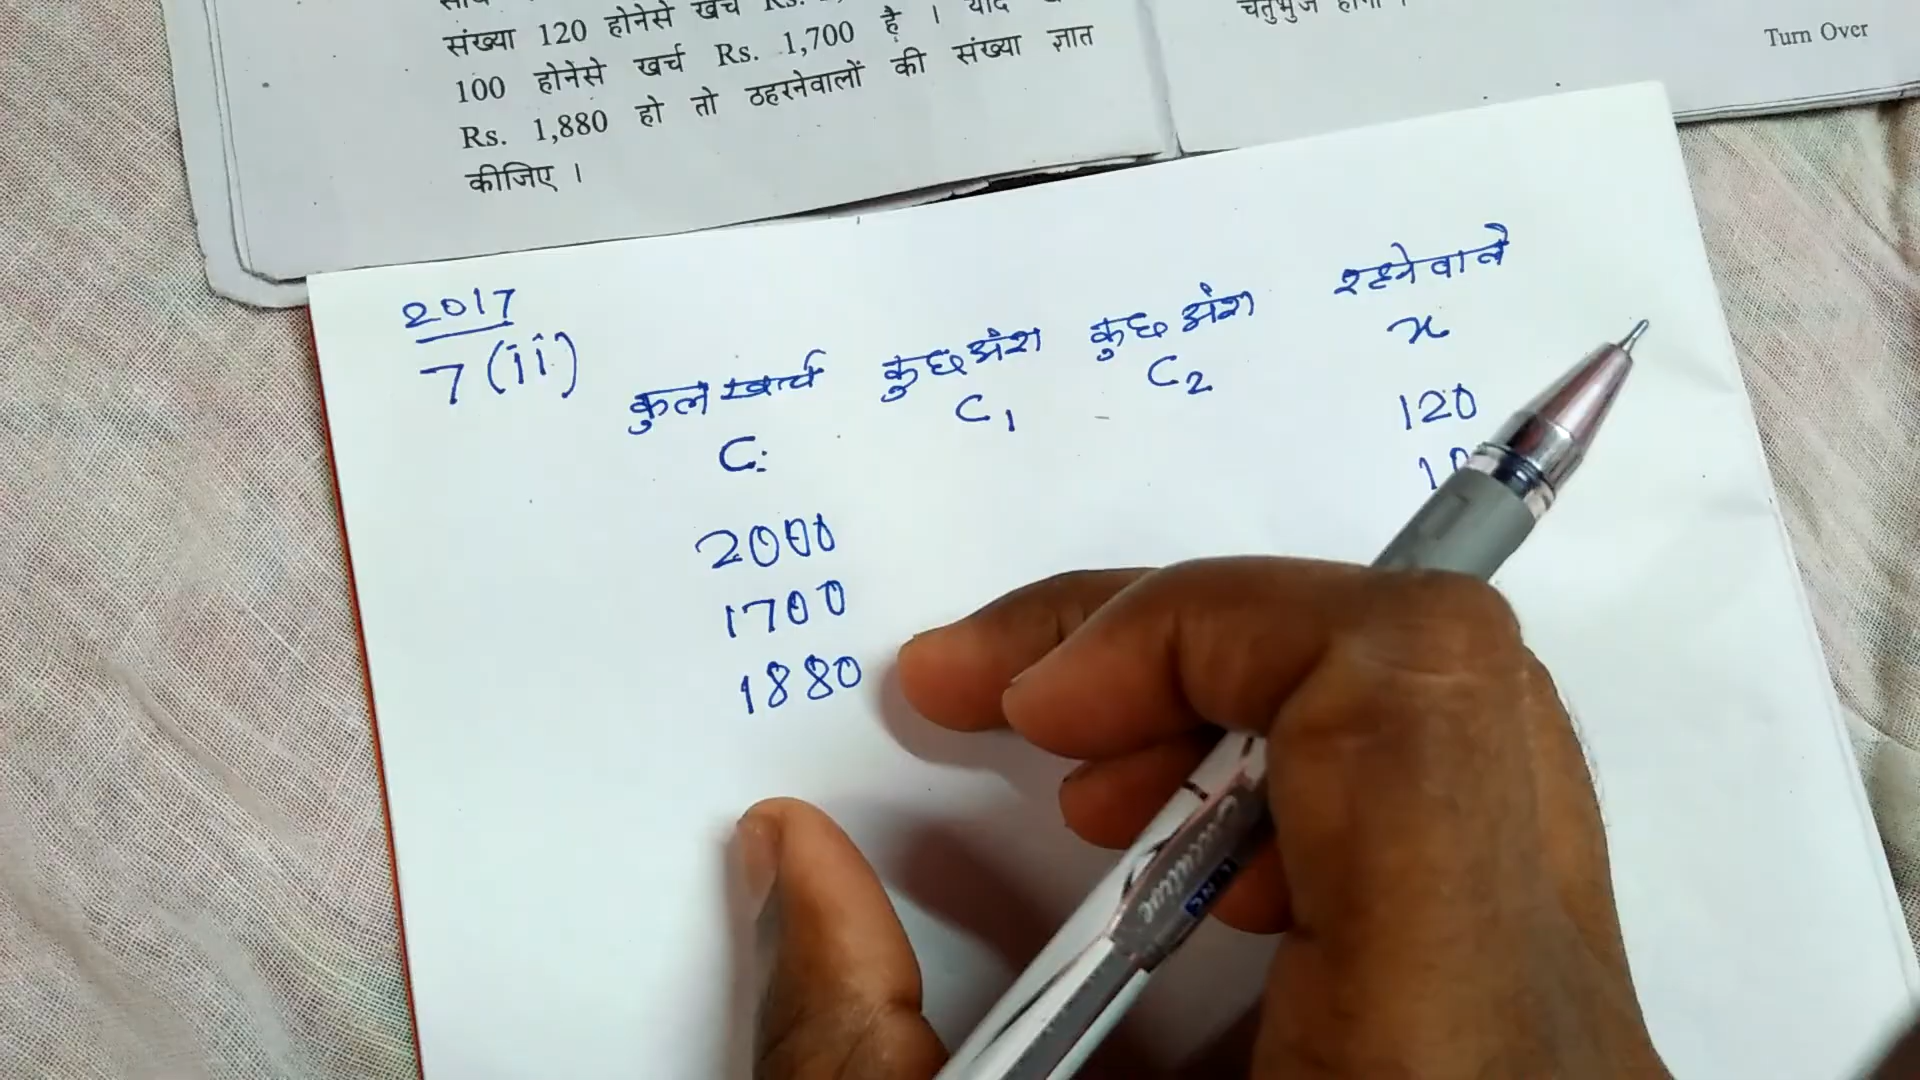 संख्या 120 होनेसे खर्च Rs.
100 होनेसे खर्च Rs. 1,700 है ।
Rs. 1,880 हो तो ठहरनेवालों की संख्या ज्ञात
कीजिए ।
Turn Over
2017
7 (ii)
कुल खर्च कुछ अंश कुछ अंश रहनेवाले
C C1 C2 x
2000 120
1700
1880